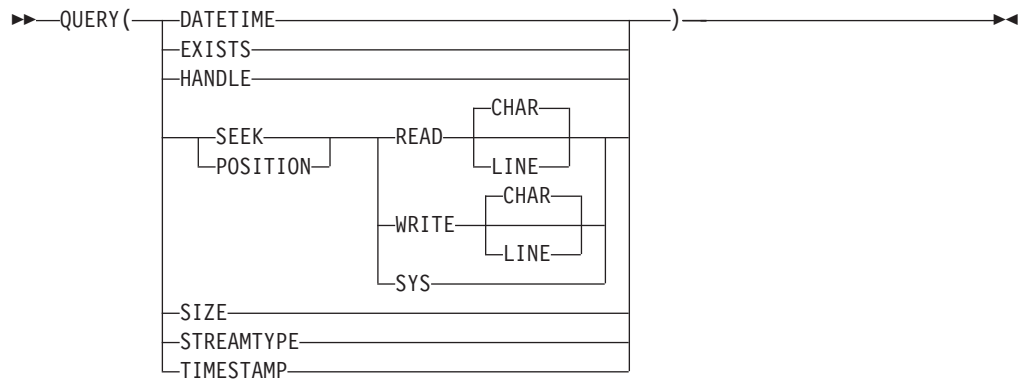 QUERY( DATETIME )
EXISTS
HANDLE
CHAR
SEEK READ
POSITION LINE
CHAR
WRITE
LINE
SYS
SIZE
STREAMTYPE
TIMESTAMP